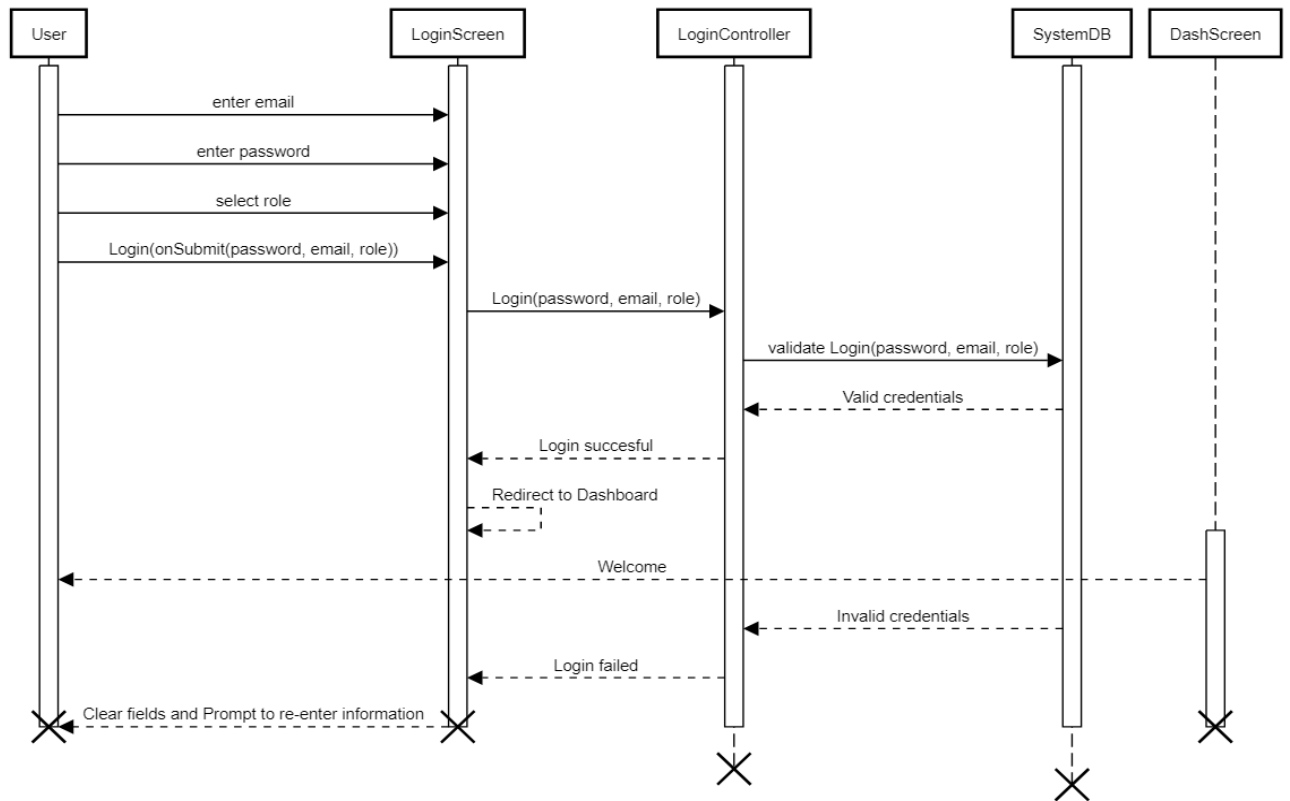 User
LoginScreen
LoginController
SystemDB
DashScreen
enter email
enter password
select role
Login(onSubmit(password, email, role))
Login(password, email, role)
validate Login(password, email, role)
Valid credentials
Login succesful
Redirect to Dashboard
Welcome
Invalid credentials
Login failed
Clear fields and Prompt to re-enter information